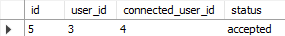 id user_id connected_user_id status
5 3 4 accepted